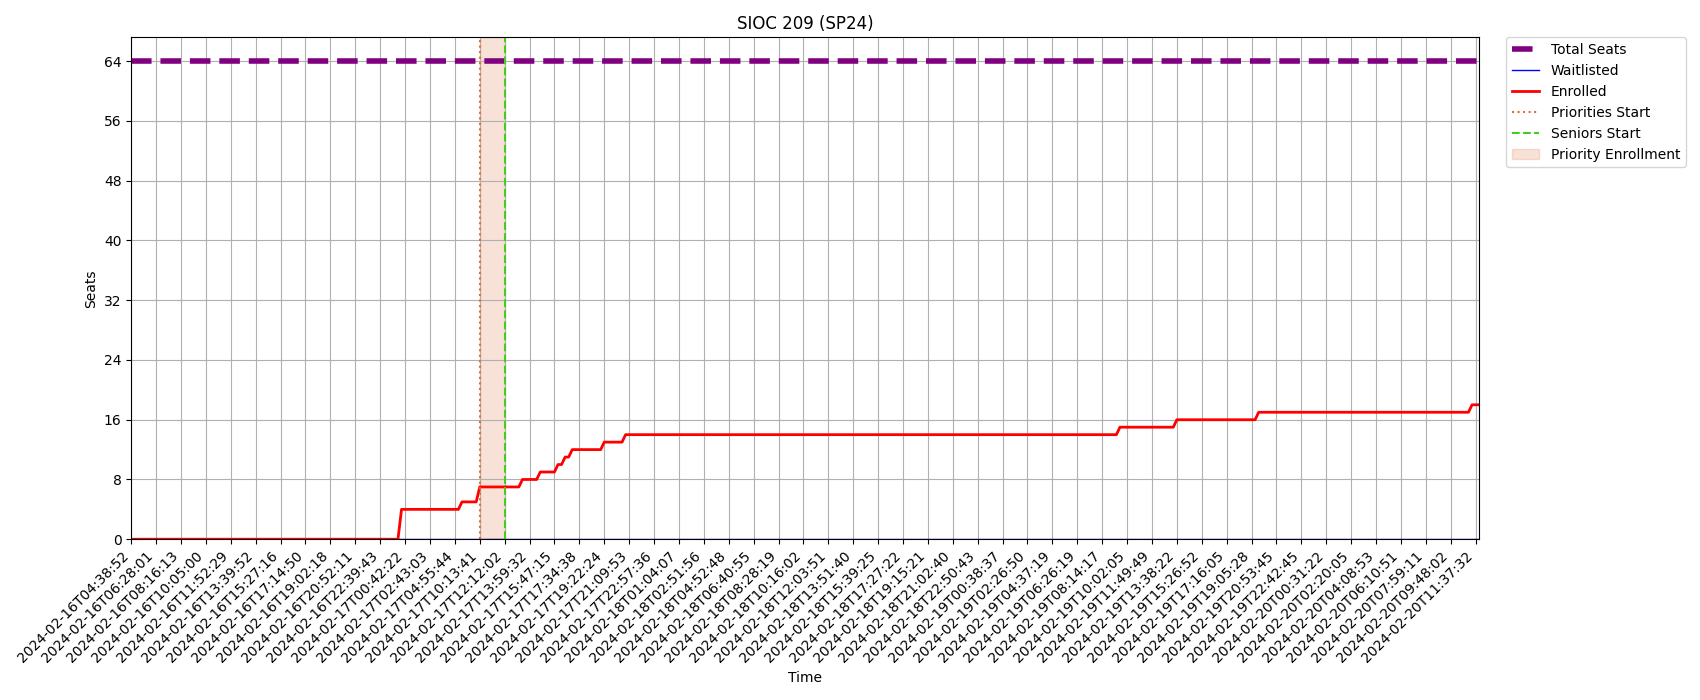 SIOC 209 (SP24)
Total Seats
Waitlisted
Enrolled
Priorities Start
Seniors Start
Priority Enrollment
Seats
64
56
48
40
32
24
16
8
0
2024-02-16T04:38:52
2024-02-16T06:28:01
2024-02-16T08:16:13
2024-02-16T10:05:00
2024-02-16T11:52:29
2024-02-16T13:39:52
2024-02-16T15:27:16
2024-02-16T17:14:50
2024-02-16T19:02:18
2024-02-16T20:52:11
2024-02-16T22:39:43
2024-02-17T00:42:22
2024-02-17T02:43:03
2024-02-17T04:55:44
2024-02-17T10:13:41
2024-02-17T12:12:02
2024-02-17T13:59:32
2024-02-17T15:47:15
2024-02-17T17:34:38
2024-02-17T19:22:24
2024-02-17T21:09:53
2024-02-17T22:57:36
2024-02-18T01:04:07
2024-02-18T02:51:56
2024-02-18T04:52:48
2024-02-18T06:40:55
2024-02-18T08:28:19
2024-02-18T10:16:02
2024-02-18T12:03:51
2024-02-18T13:51:40
2024-02-18T15:39:25
2024-02-18T17:27:22
2024-02-18T19:15:21
2024-02-18T21:02:40
2024-02-18T22:50:43
2024-02-19T00:38:37
2024-02-19T02:26:50
2024-02-19T04:37:19
2024-02-19T06:26:19
2024-02-19T08:14:17
2024-02-19T10:02:05
2024-02-19T11:49:49
2024-02-19T13:38:22
2024-02-19T15:26:52
2024-02-19T17:16:05
2024-02-19T19:05:28
2024-02-19T20:53:45
2024-02-19T22:42:45
2024-02-20T00:31:22
2024-02-20T02:20:05
2024-02-20T04:08:53
2024-02-20T06:10:51
2024-02-20T07:59:11
2024-02-20T09:48:02
2024-02-20T11:37:32
Time